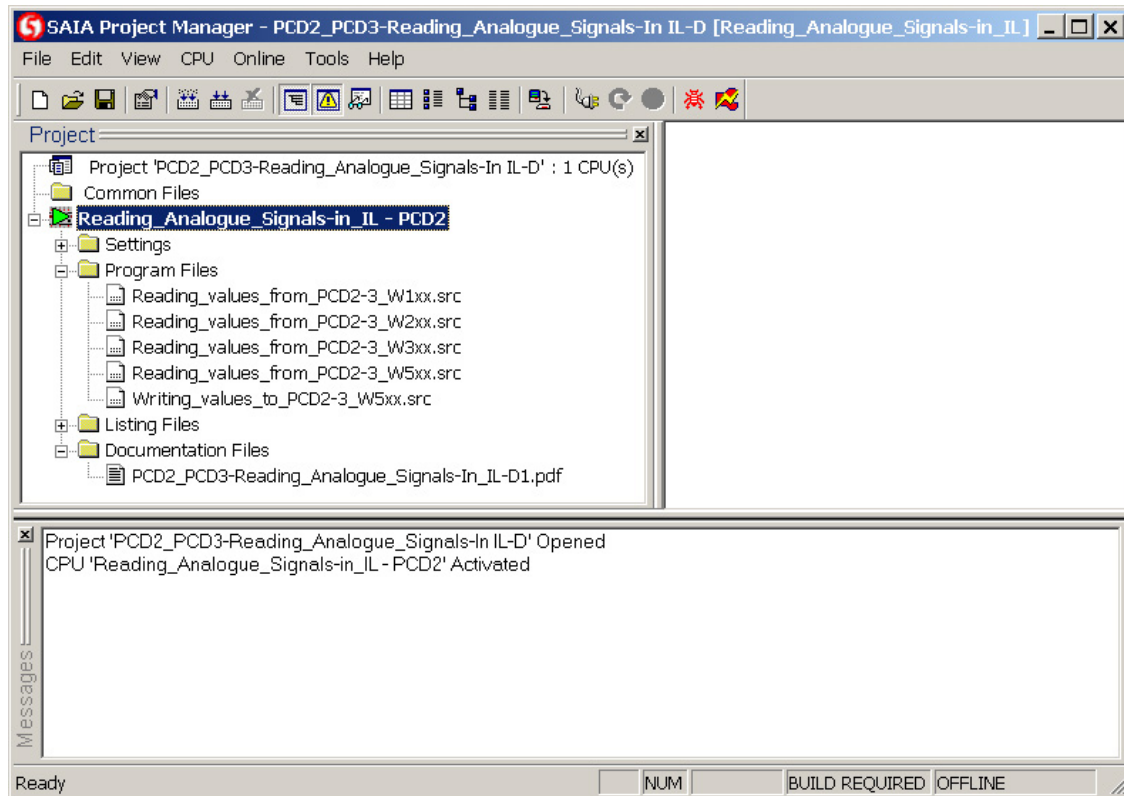 SAIA Project Manager - PCD2_PCD3-Reading_Analogue_Signals-In IL-D [Reading_Analogue_Signals-in_IL]
File Edit View CPU Online Tools Help
Project
Project 'PCD2_PCD3-Reading_Analogue_Signals-In IL-D' : 1 CPU(s)
Common Files
Reading_Analogue_Signals-in_IL - PCD2
Settings
Program Files
Reading_values_from_PCD2-3_W1xx.src
Reading_values_from_PCD2-3_W2xx.src
Reading_values_from_PCD2-3_W3xx.src
Reading_values_from_PCD2-3_W5xx.src
Writing_values_to_PCD2-3_W5xx.src
Listing Files
Documentation Files
PCD2_PCD3-Reading_Analogue_Signals-In_IL-D1.pdf
Project 'PCD2_PCD3-Reading_Analogue_Signals-In IL-D' Opened
CPU 'Reading_Analogue_Signals-in_IL - PCD2' Activated
Messages
Ready NUM BUILD REQUIRED OFFLINE